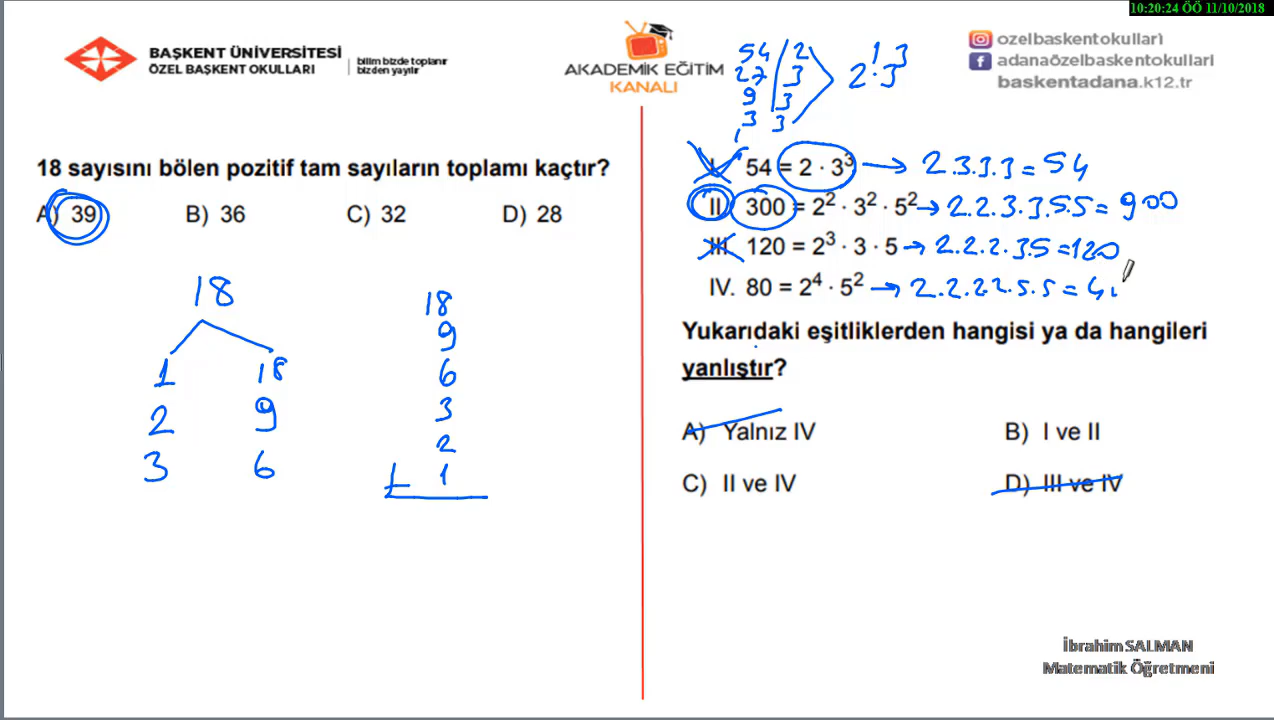 10:20:24 ÖÖ 11/10/2018
BAŞKENT ÜNİVERSİTESİ
ÖZEL BAŞKENT OKULLARI
bilim bizde toplanır
bizden yayılır
AKADEMİK EĞİTİM
KANALI
ozelbaskentokullari
adanaözelbaskentokullari
baskentadana.k12.tr
18 sayısını bölen pozitif tam sayıların toplamı kaçtır?
A) 39 B) 36 C) 32 D) 28
18
1 18
2 9
3 6
18
9
6
3
2
+ 1
54 2
27 3
9 3
3 3
1
2¹·3³
I. 54 = 2 · 3³ → 2.3.3.3 = 54
II 300 = 2² · 3² · 5² → 2.2.3.3.5.5 = 900
III 120 = 2³ · 3 · 5 → 2.2.2.3.5 = 120
IV. 80 = 2⁴ · 5² → 2.2.2.2.5.5 = 4
Yukarıdaki eşitliklerden hangisi ya da hangileri
yanlıştır?
A) Yalnız IV B) I ve II
C) II ve IV D) III ve IV
İbrahim SALMAN
Matematik Öğretmeni